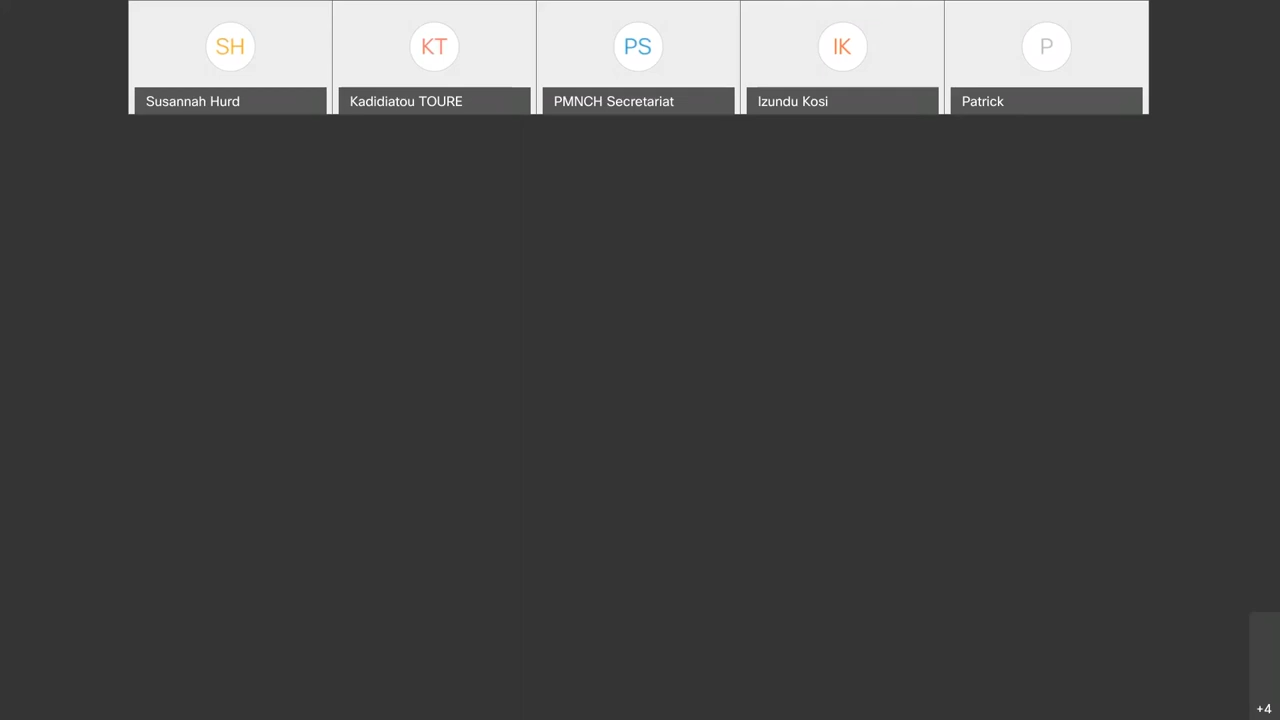 SH KT PS IK P
Susannah Hurd Kadidiatou TOURE PMNCH Secretariat Izundu Kosi Patrick
+4